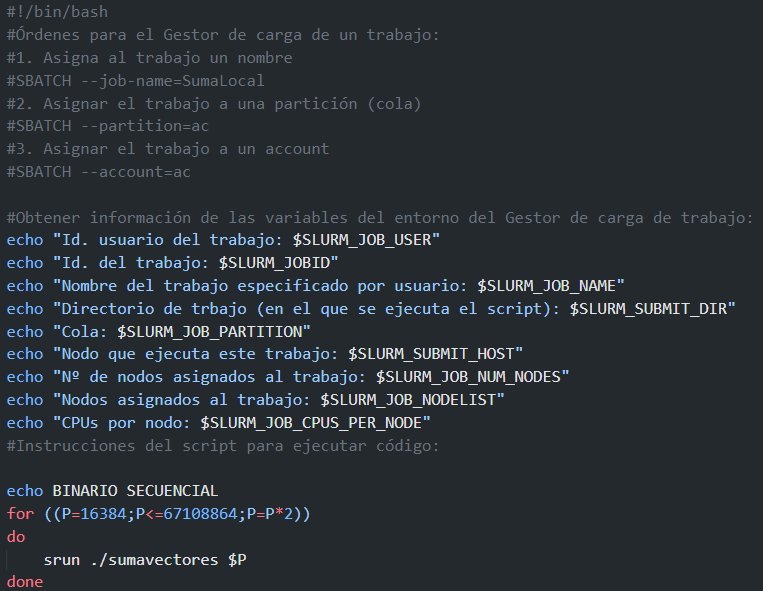 #!/bin/bash
#Órdenes para el Gestor de carga de un trabajo:
#1. Asigna al trabajo un nombre
#SBATCH --job-name=SumaLocal
#2. Asignar el trabajo a una partición (cola)
#SBATCH --partition=ac
#3. Asignar el trabajo a un account
#SBATCH --account=ac

#Obtener información de las variables del entorno del Gestor de carga de trabajo:
echo "Id. usuario del trabajo: $SLURM_JOB_USER"
echo "Id. del trabajo: $SLURM_JOBID"
echo "Nombre del trabajo especificado por usuario: $SLURM_JOB_NAME"
echo "Directorio de trbajo (en el que se ejecuta el script): $SLURM_SUBMIT_DIR"
echo "Cola: $SLURM_JOB_PARTITION"
echo "Nodo que ejecuta este trabajo: $SLURM_SUBMIT_HOST"
echo "Nº de nodos asignados al trabajo: $SLURM_JOB_NUM_NODES"
echo "Nodos asignados al trabajo: $SLURM_JOB_NODELIST"
echo "CPUs por nodo: $SLURM_JOB_CPUS_PER_NODE"
#Instrucciones del script para ejecutar código:

echo BINARIO SECUENCIAL
for ((P=16384;P<=67108864;P=P*2))
do
    srun ./sumavectores $P
done